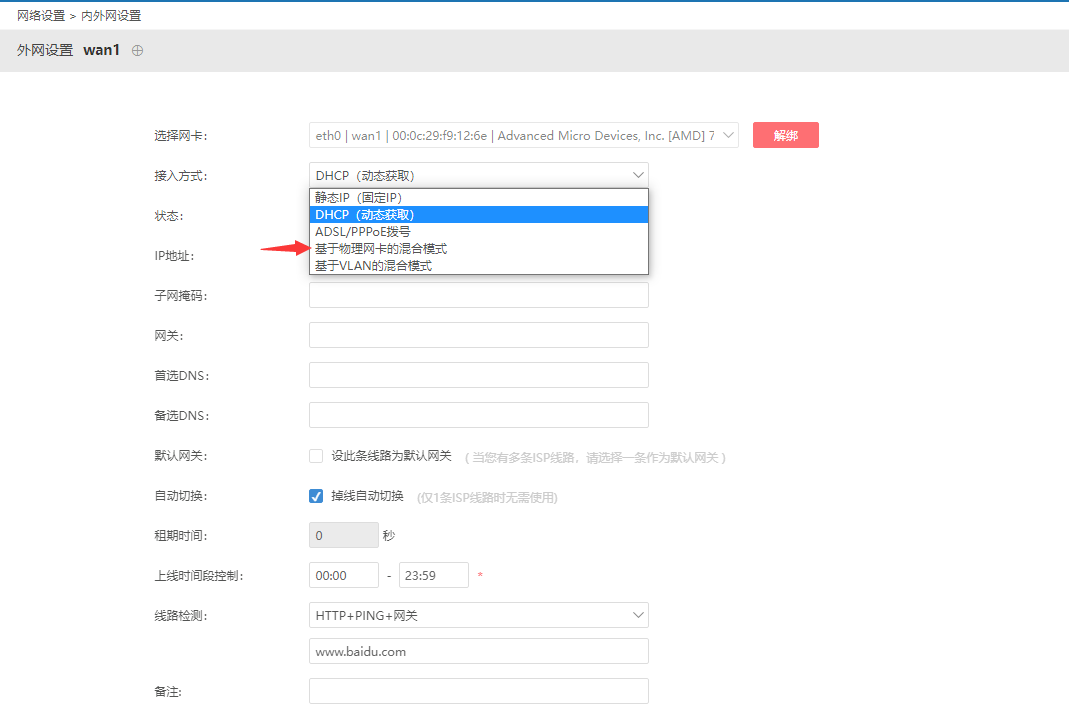 网络设置 > 内外网设置
外网设置 wan1
选择网卡: eth0 | wan1 | 00:0c:29:f9:12:6e | Advanced Micro Devices, Inc. [AMD] 7 解绑
接入方式: DHCP（动态获取）
静态IP（固定IP）
状态: DHCP（动态获取）
ADSL/PPPoE拨号
IP地址: 基于物理网卡的混合模式
基于VLAN的混合模式
子网掩码:
网关:
首选DNS:
备选DNS:
默认网关: 设此条线路为默认网关 ( 当您有多条ISP线路，请选择一条作为默认网关 )
自动切换: 掉线自动切换 (仅1条ISP线路时无需使用)
租期时间: 0 秒
上线时间段控制: 00:00 - 23:59 *
线路检测: HTTP+PING+网关
www.baidu.com
备注: